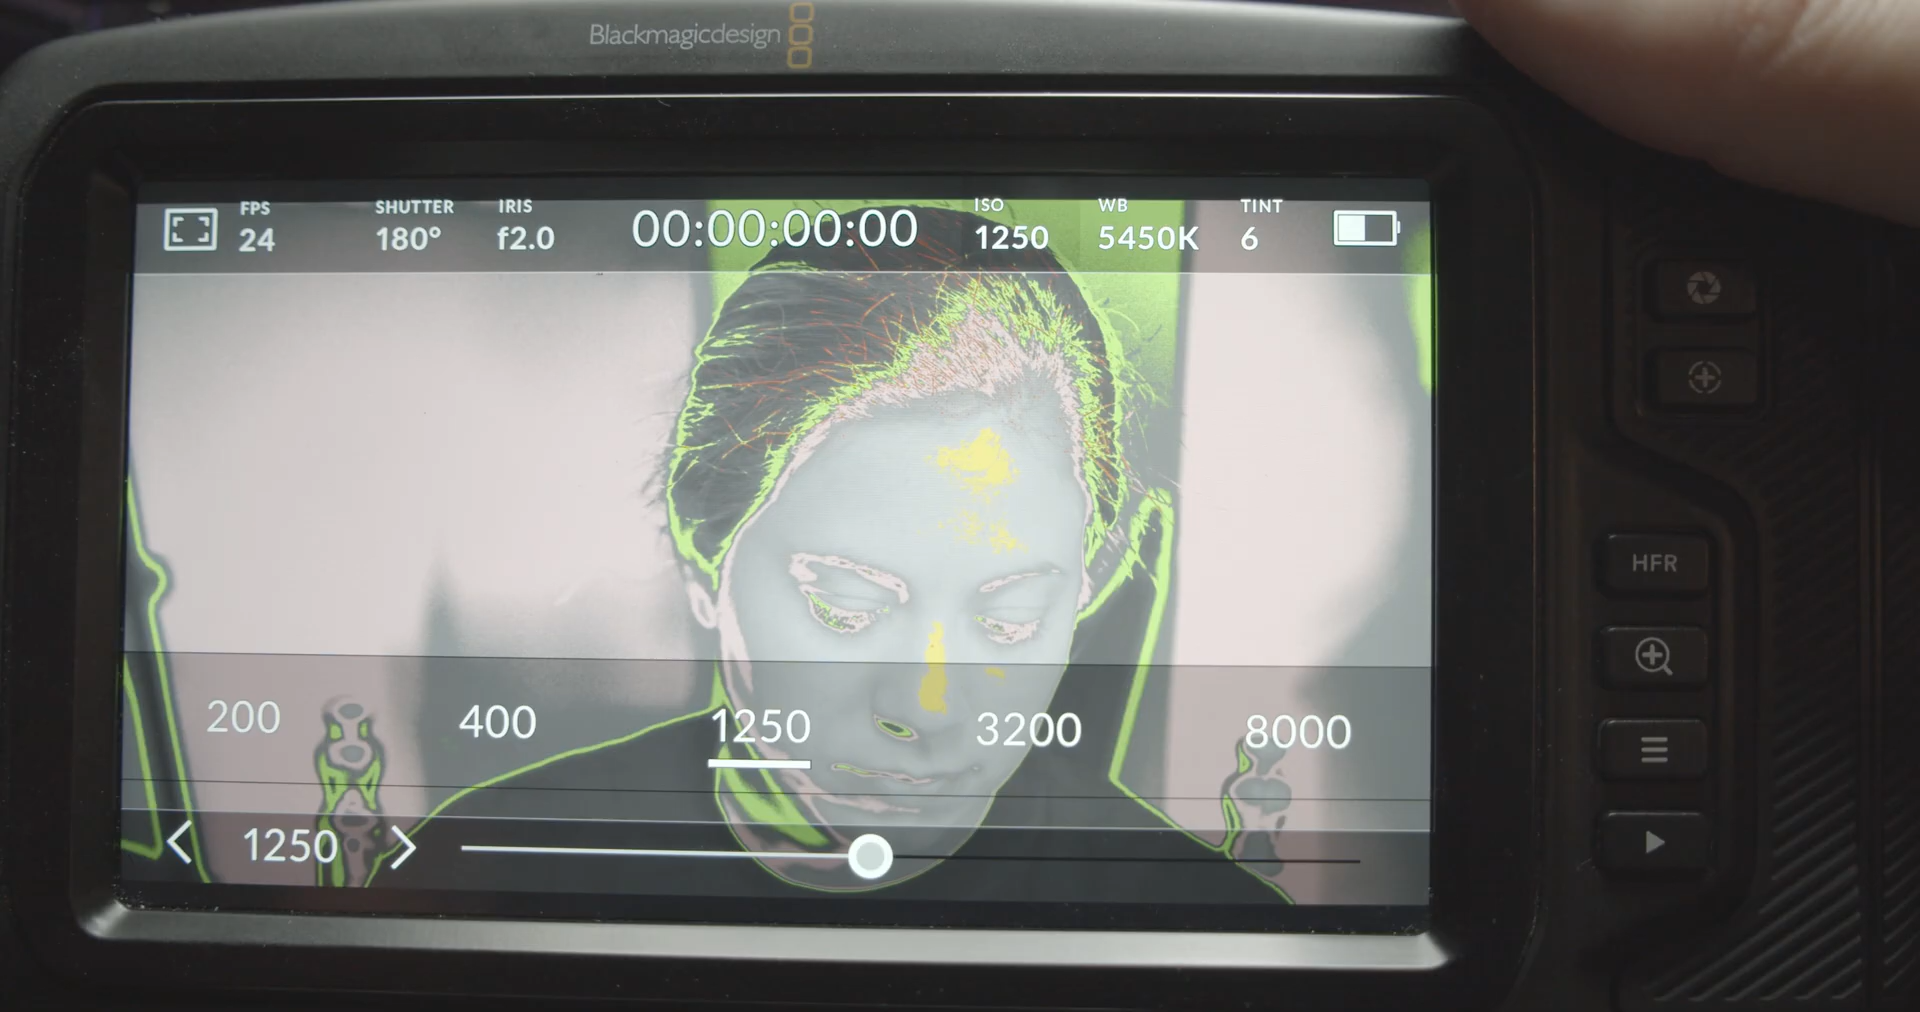 Blackmagicdesign
FPS SHUTTER IRIS ISO WB TINT
24 180° f2.0 00:00:00:00 1250 5450K 6
HFR
200 400 1250 3200 8000
1250